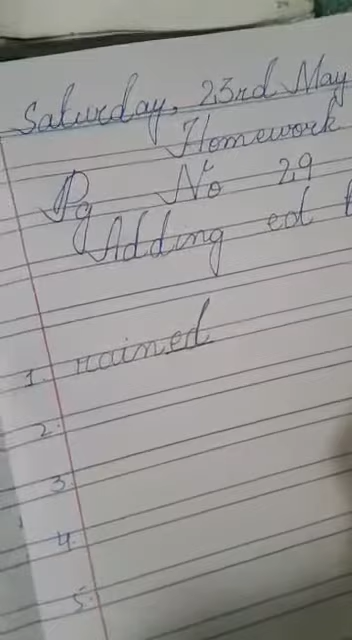 Saturday, 23rd May
Homework
Pg No 29
Adding ed
1. rained
2.
3.
4.
5.